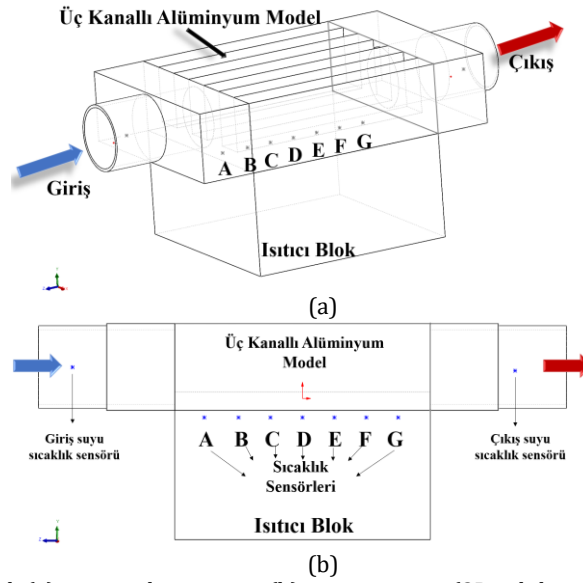 Üç Kanallı Alüminyum Model
Çıkış
Giriş
A B C D E F G
Isıtıcı Blok
(a)
Üç Kanallı Alüminyum
Model
Giriş suyu
sıcaklık sensörü
A B C D E F G
Çıkış suyu
sıcaklık sensörü
Sıcaklık
Sensörleri
Isıtıcı Blok
(b)